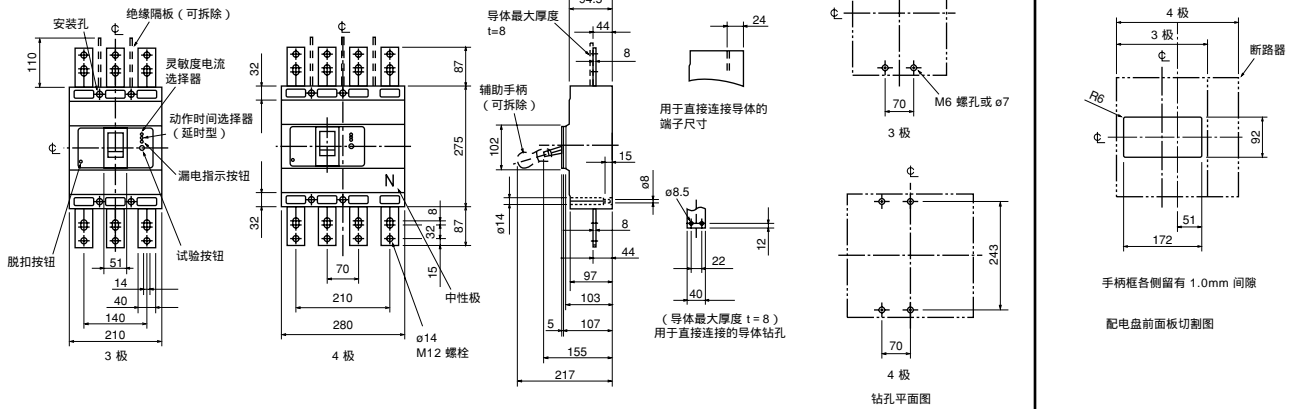 安装孔
绝缘隔板（可拆除）
110
灵敏度电流
选择器
动作时间选择器
（延时型）
漏电指示按钮
脱扣按钮
试验按钮
51
14
40
140
210
3 极
32
32
87
275
87
8
32
15
N
70
210
280
中性极
ø14
M12 螺栓
4 极
导体最大厚度
t=8
44
8
辅助手柄
（可拆除）
102
15
ø14
ø8
8
44
97
103
5
107
155
217
24
用于直接连接导体的
端子尺寸
ø8.5
12
22
40
（导体最大厚度 t = 8）
用于直接连接的导体钻孔
70
M6 螺孔或 ø7
3 极
243
70
4 极
钻孔平面图
4 极
3 极
断路器
R6
92
51
172
手柄框各侧留有 1.0mm 间隙
配电盘前面板切割图